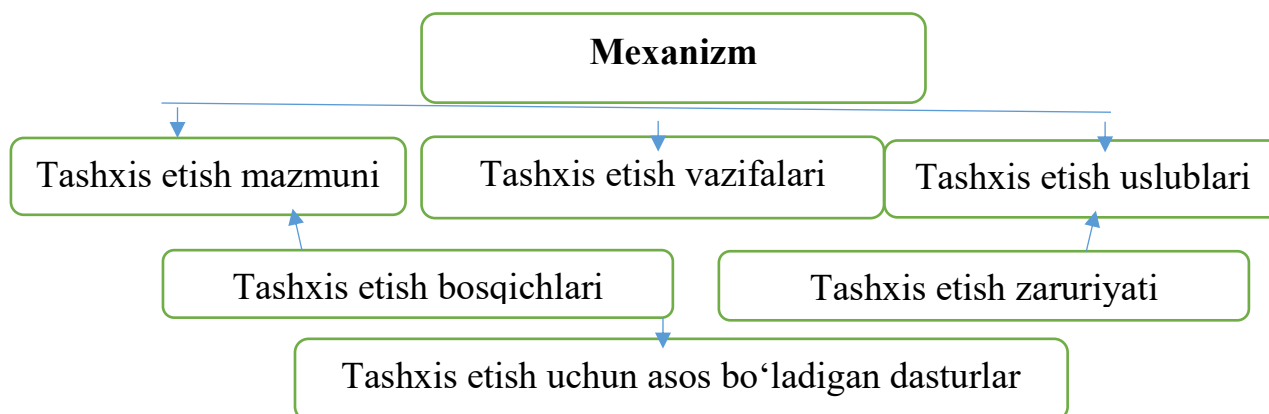 Mexanizm
Tashxis etish mazmuni
Tashxis etish vazifalari
Tashxis etish uslublari
Tashxis etish bosqichlari
Tashxis etish zaruriyati
Tashxis etish uchun asos bo‘ladigan dasturlar